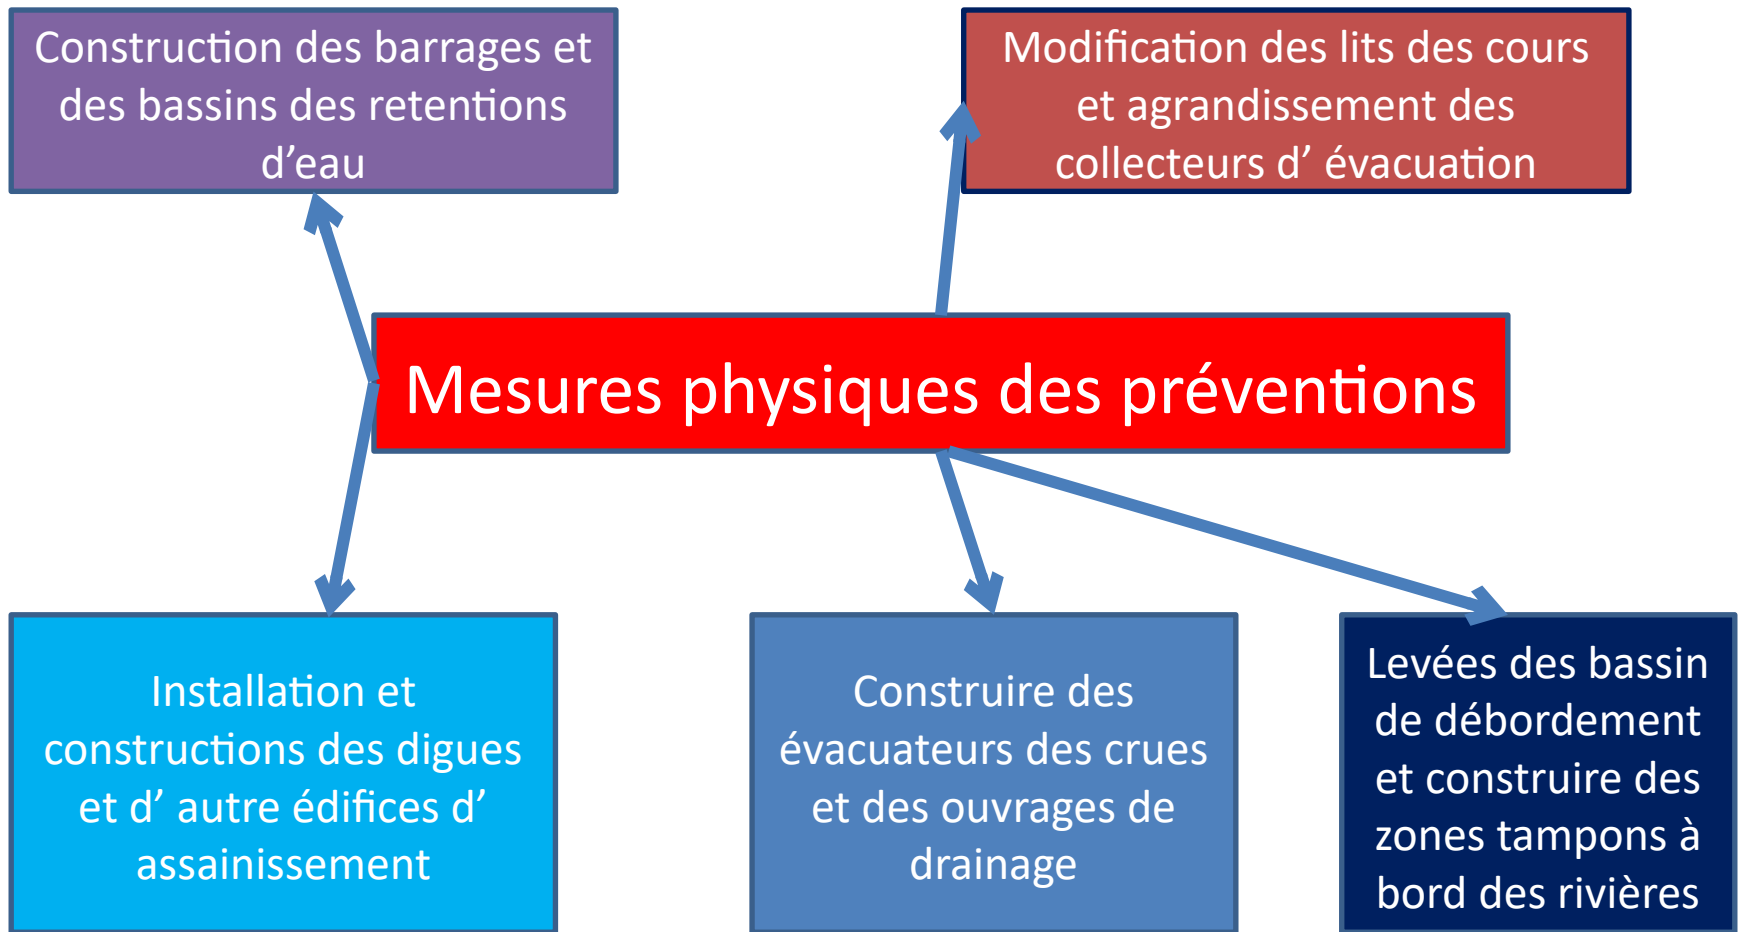 Construction des barrages et
des bassins des retentions
d’eau
Modification des lits des cours
et agrandissement des
collecteurs d’ évacuation
Mesures physiques des préventions
Installation et
constructions des digues
et d’ autre édifices d’
assainissement
Construire des
évacuateurs des crues
et des ouvrages de
drainage
Levées des bassin
de débordement
et construire des
zones tampons à
bord des rivières